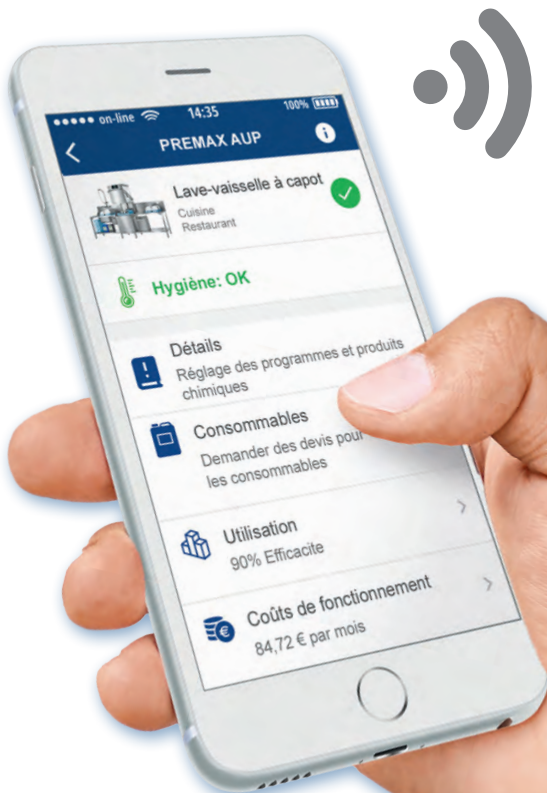 on-line 14:35 100%
PREMAX AUP
Lave-vaisselle à capot
Cuisine
Restaurant
Hygiène: OK
Détails
Réglage des programmes et produits
chimiques
Consommables
Demander des devis pour
les consommables
Utilisation
90% Efficacite
Coûts de fonctionnement
84,72 € par mois